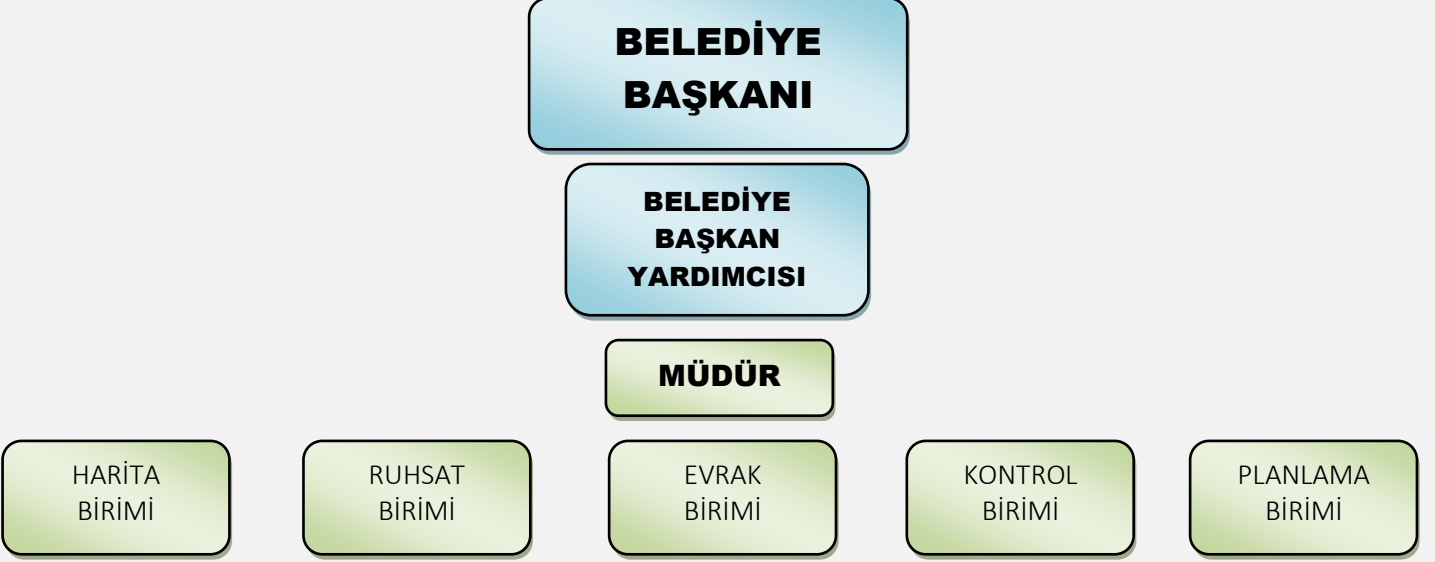 BELEDİYE
BAŞKANI
BELEDİYE
BAŞKAN
YARDIMCISI
MÜDÜR
HARİTA
BİRİMİ
RUHSAT
BİRİMİ
EVRAK
BİRİMİ
KONTROL
BİRİMİ
PLANLAMA
BİRİMİ